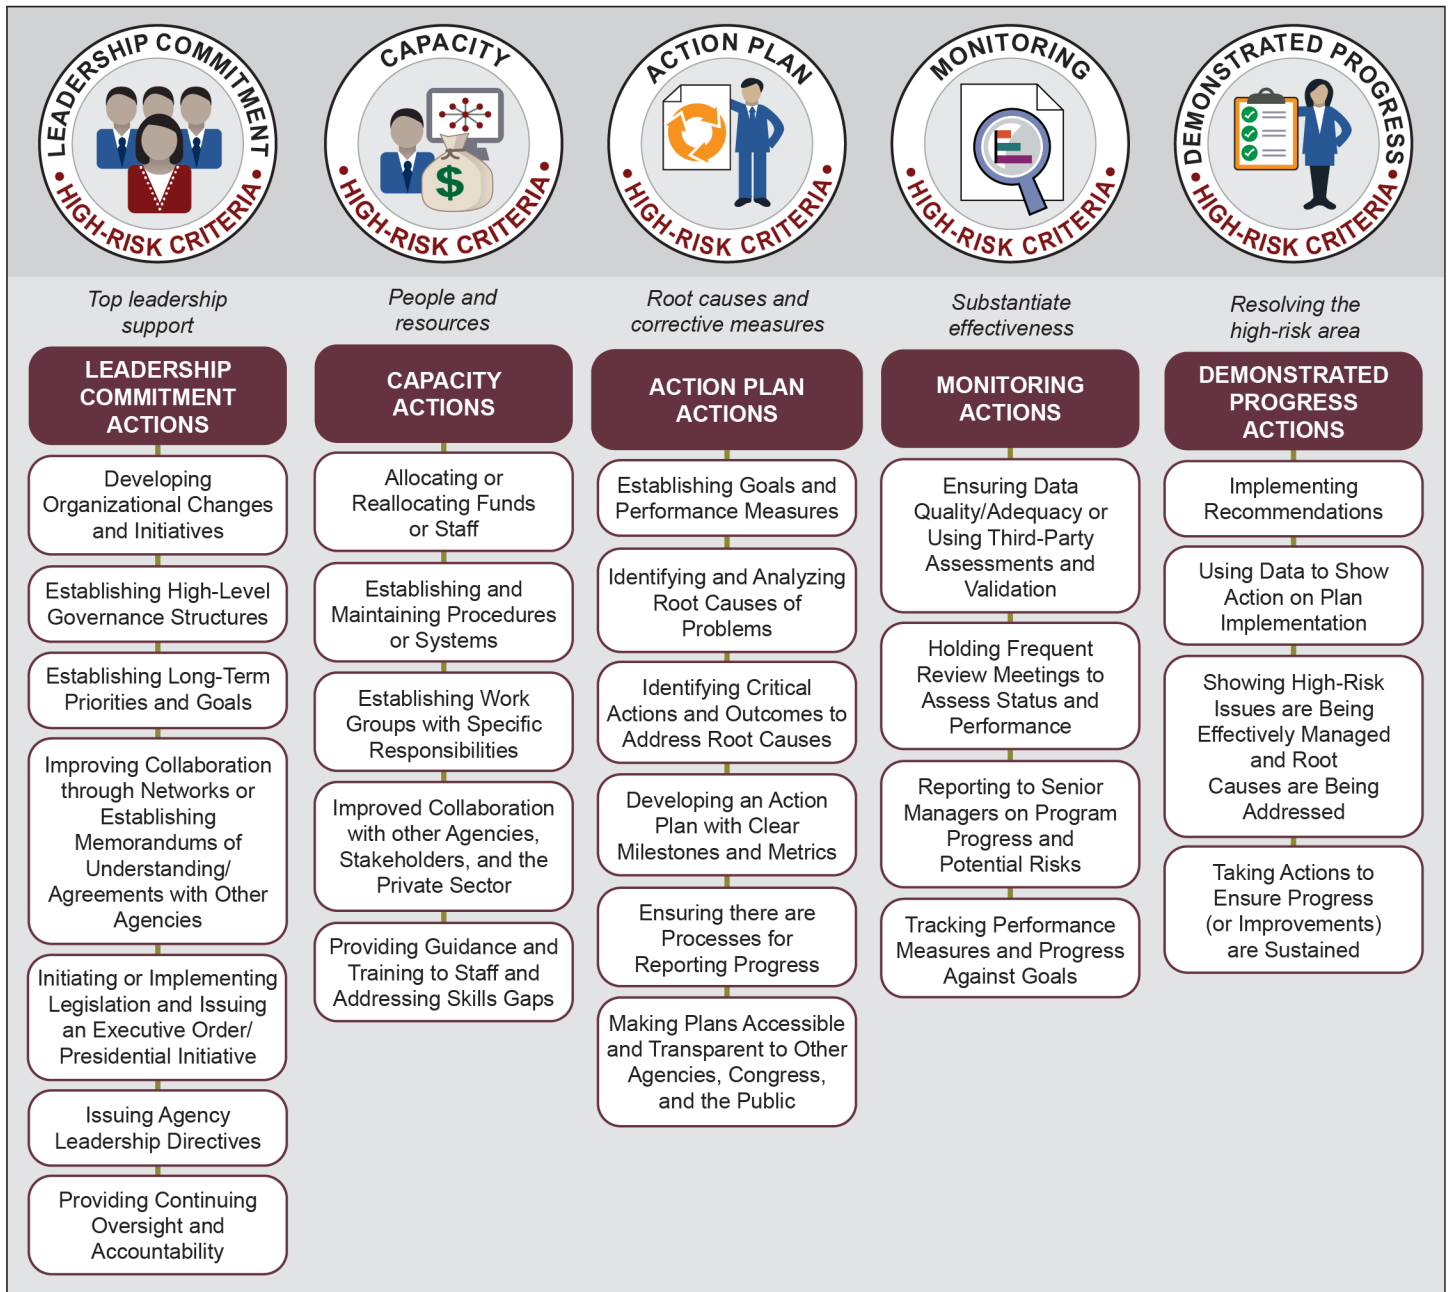 LEADERSHIP COMMITMENT
• HIGH-RISK CRITERIA •
CAPACITY
• HIGH-RISK CRITERIA •
ACTION PLAN
• HIGH-RISK CRITERIA •
MONITORING
• HIGH-RISK CRITERIA •
DEMONSTRATED PROGRESS
• HIGH-RISK CRITERIA •
$
Top leadership
support
LEADERSHIP
COMMITMENT
ACTIONS
Developing
Organizational Changes
and Initiatives
Establishing High-Level
Governance Structures
Establishing Long-Term
Priorities and Goals
Improving Collaboration
through Networks or
Establishing
Memorandums of
Understanding/
Agreements with Other
Agencies
Initiating or Implementing
Legislation and Issuing
an Executive Order/
Presidential Initiative
Issuing Agency
Leadership Directives
Providing Continuing
Oversight and
Accountability
People and
resources
CAPACITY
ACTIONS
Allocating or
Reallocating Funds
or Staff
Establishing and
Maintaining Procedures
or Systems
Establishing Work
Groups with Specific
Responsibilities
Improved Collaboration
with other Agencies,
Stakeholders, and the
Private Sector
Providing Guidance and
Training to Staff and
Addressing Skills Gaps
Root causes and
corrective measures
ACTION PLAN
ACTIONS
Establishing Goals and
Performance Measures
Identifying and Analyzing
Root Causes of
Problems
Identifying Critical
Actions and Outcomes to
Address Root Causes
Developing an Action
Plan with Clear
Milestones and Metrics
Ensuring there are
Processes for
Reporting Progress
Making Plans Accessible
and Transparent to Other
Agencies, Congress,
and the Public
Substantiate
effectiveness
MONITORING
ACTIONS
Ensuring Data
Quality/Adequacy or
Using Third-Party
Assessments and
Validation
Holding Frequent
Review Meetings to
Assess Status and
Performance
Reporting to Senior
Managers on Program
Progress and
Potential Risks
Tracking Performance
Measures and Progress
Against Goals
Resolving the
high-risk area
DEMONSTRATED
PROGRESS
ACTIONS
Implementing
Recommendations
Using Data to Show
Action on Plan
Implementation
Showing High-Risk
Issues are Being
Effectively Managed
and Root
Causes are Being
Addressed
Taking Actions to
Ensure Progress
(or Improvements)
are Sustained